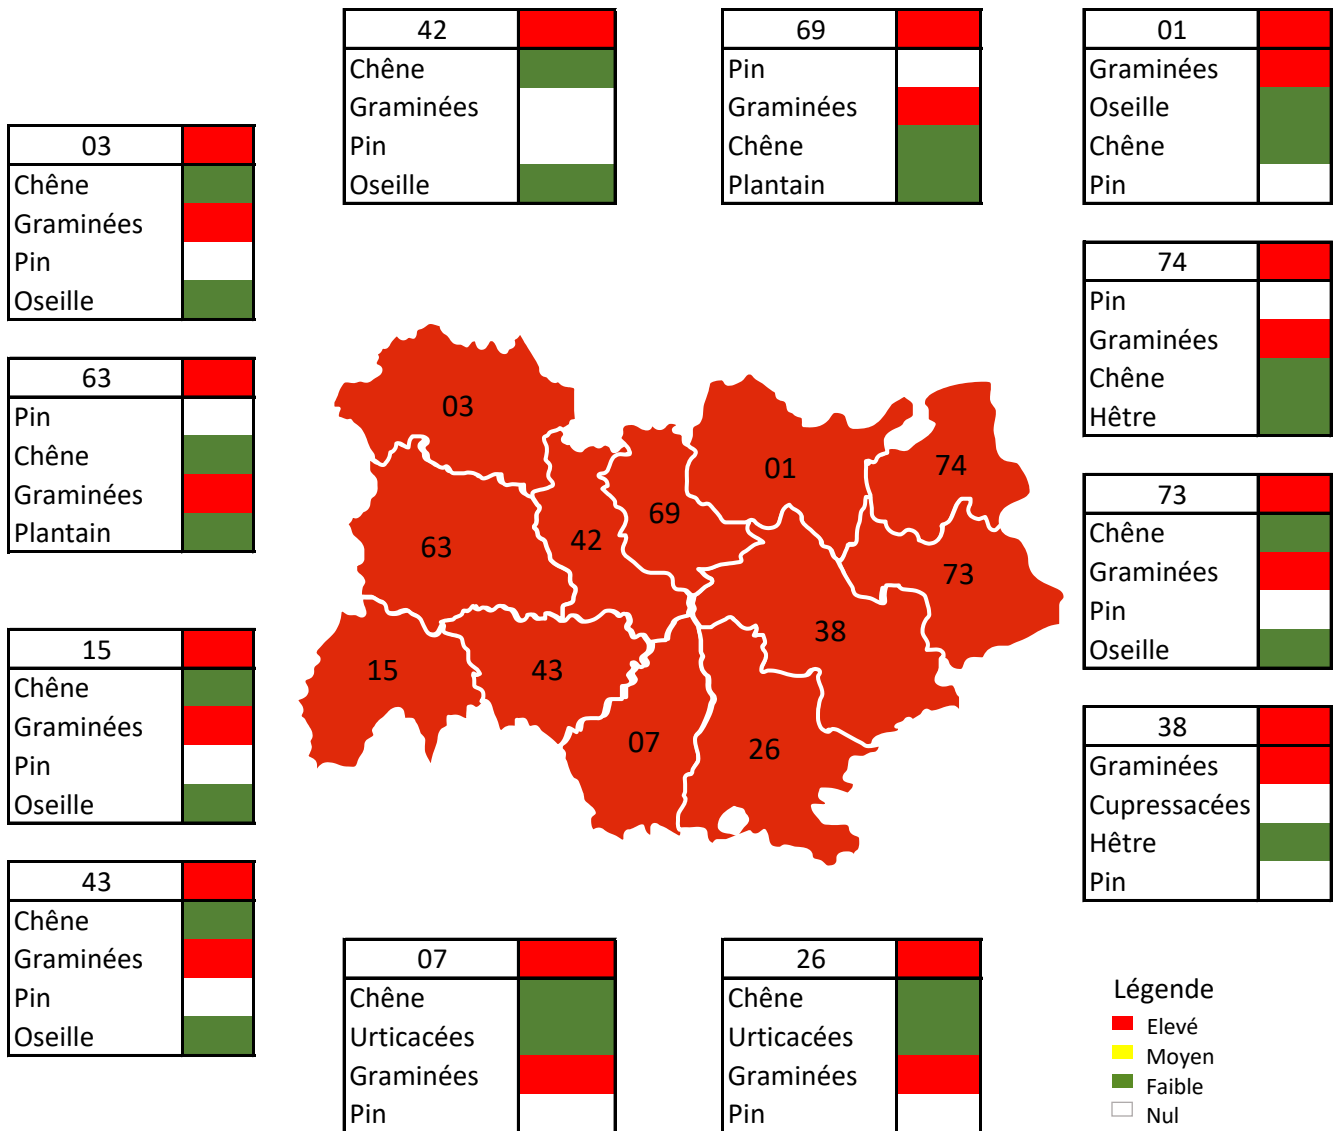 42
Chêne
Graminées
Pin
Oseille
69
Pin
Graminées
Chêne
Plantain
01
Graminées
Oseille
Chêne
Pin
03
Chêne
Graminées
Pin
Oseille
74
Pin
Graminées
Chêne
Hêtre
63
Pin
Chêne
Graminées
Plantain
73
Chêne
Graminées
Pin
Oseille
15
Chêne
Graminées
Pin
Oseille
38
Graminées
Cupressacées
Hêtre
Pin
43
Chêne
Graminées
Pin
Oseille
07
Chêne
Urticacées
Graminées
Pin
26
Chêne
Urticacées
Graminées
Pin
03
01
74
69
42
63
73
38
15
43
07
26
Légende
Elevé
Moyen
Faible
Nul